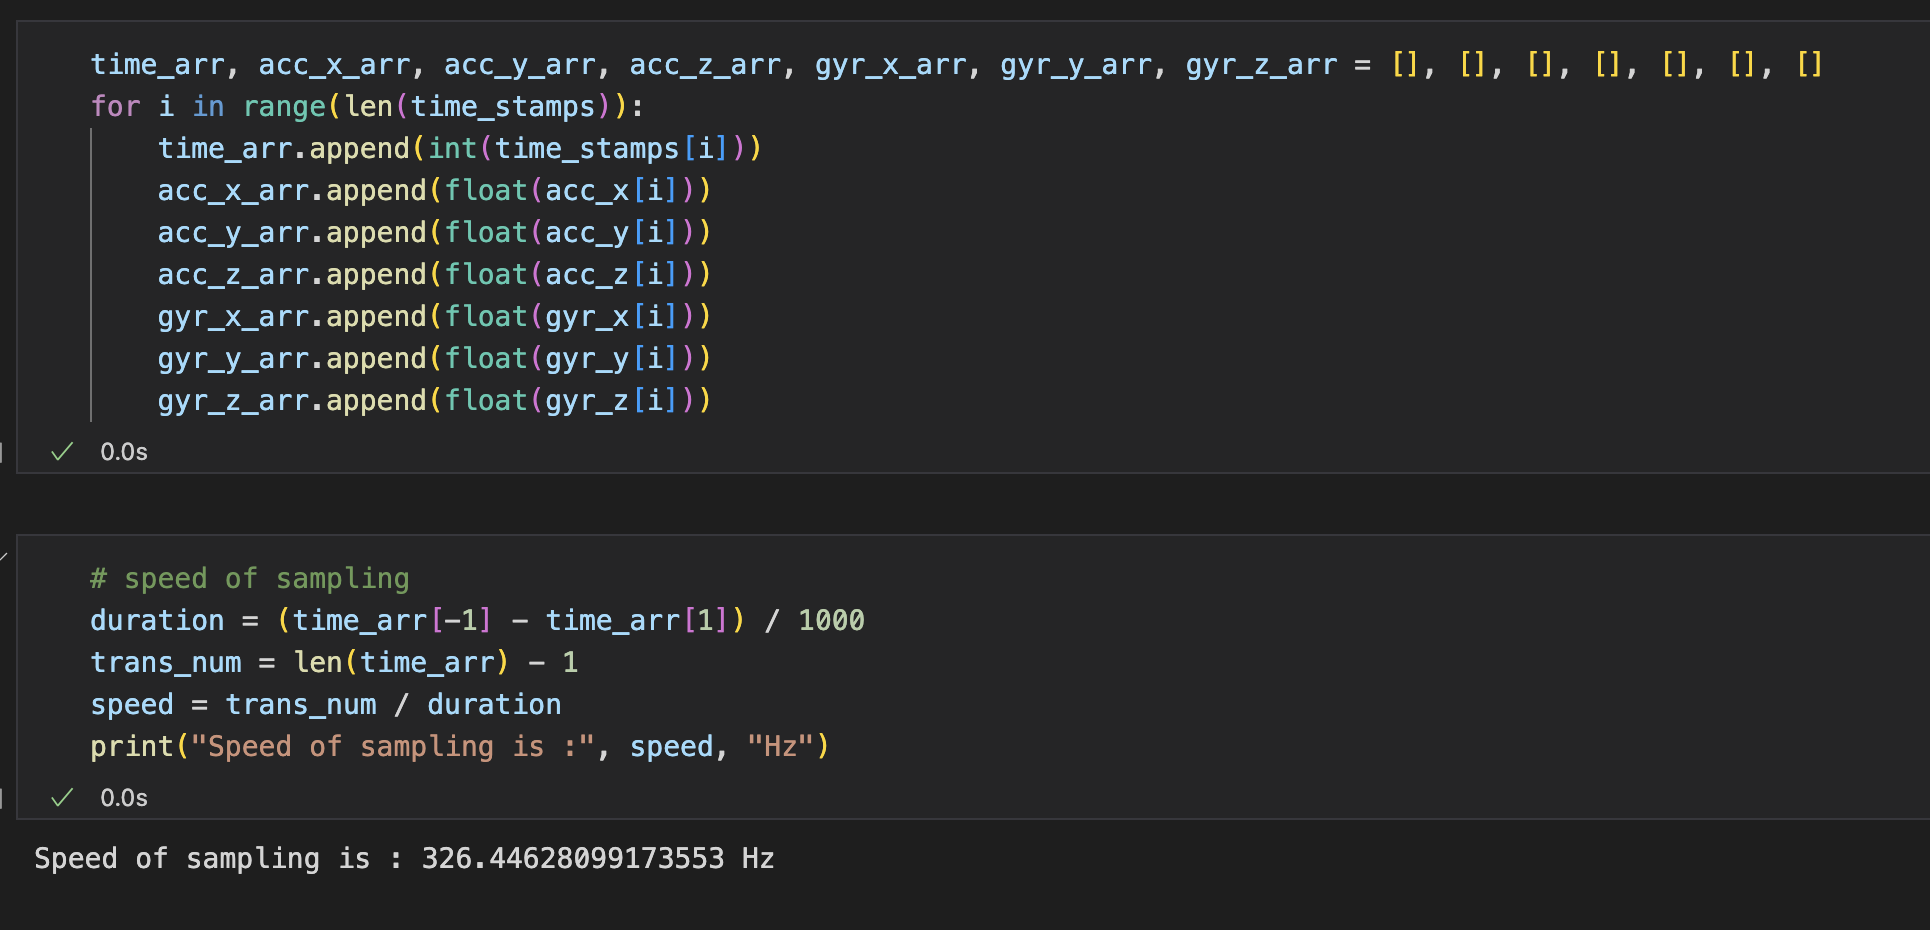 time_arr, acc_x_arr, acc_y_arr, acc_z_arr, gyr_x_arr, gyr_y_arr, gyr_z_arr = [], [], [], [], [], [], []
for i in range(len(time_stamps)):
    time_arr.append(int(time_stamps[i]))
    acc_x_arr.append(float(acc_x[i]))
    acc_y_arr.append(float(acc_y[i]))
    acc_z_arr.append(float(acc_z[i]))
    gyr_x_arr.append(float(gyr_x[i]))
    gyr_y_arr.append(float(gyr_y[i]))
    gyr_z_arr.append(float(gyr_z[i]))
✓ 0.0s
# speed of sampling
duration = (time_arr[-1] - time_arr[1]) / 1000
trans_num = len(time_arr) - 1
speed = trans_num / duration
print("Speed of sampling is :", speed, "Hz")
✓ 0.0s
Speed of sampling is : 326.44628099173553 Hz